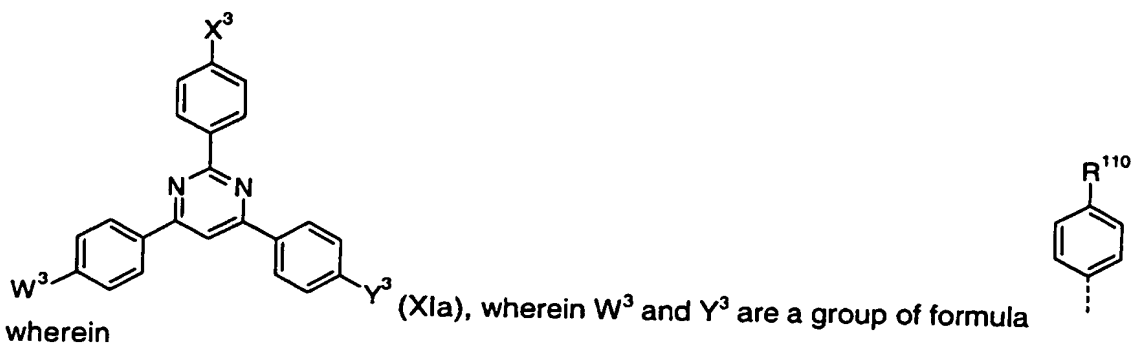 X³
R¹¹⁰
N N
W³ Y³ (XIa), wherein W³ and Y³ are a group of formula
wherein